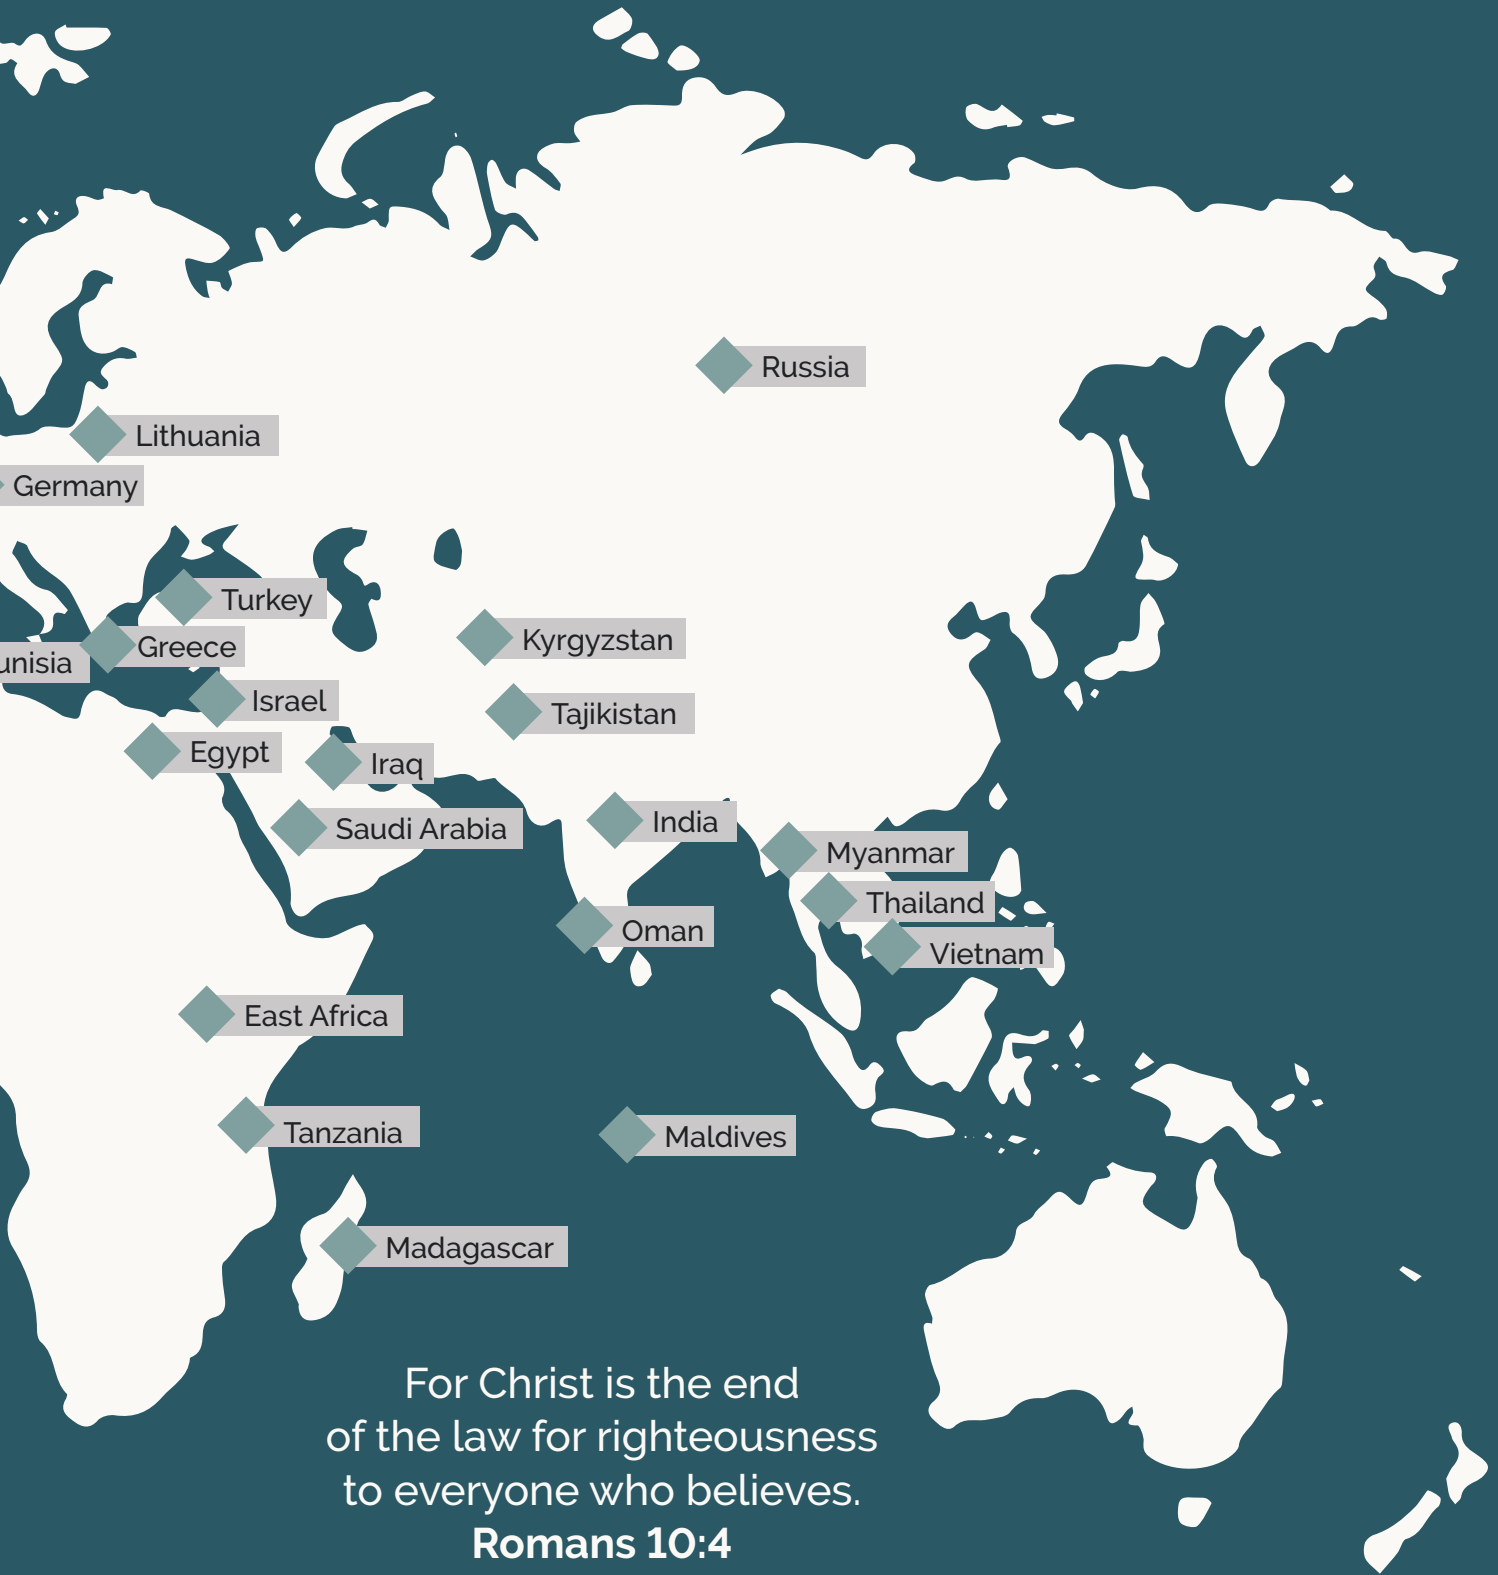 Russia
Lithuania
Germany
Turkey
Kyrgyzstan
Greece
unisia
Israel
Tajikistan
Egypt
Iraq
India
Saudi Arabia
Myanmar
Thailand
Oman
Vietnam
East Africa
Tanzania
Maldives
Madagascar
For Christ is the end
of the law for righteousness
to everyone who believes.
Romans 10:4